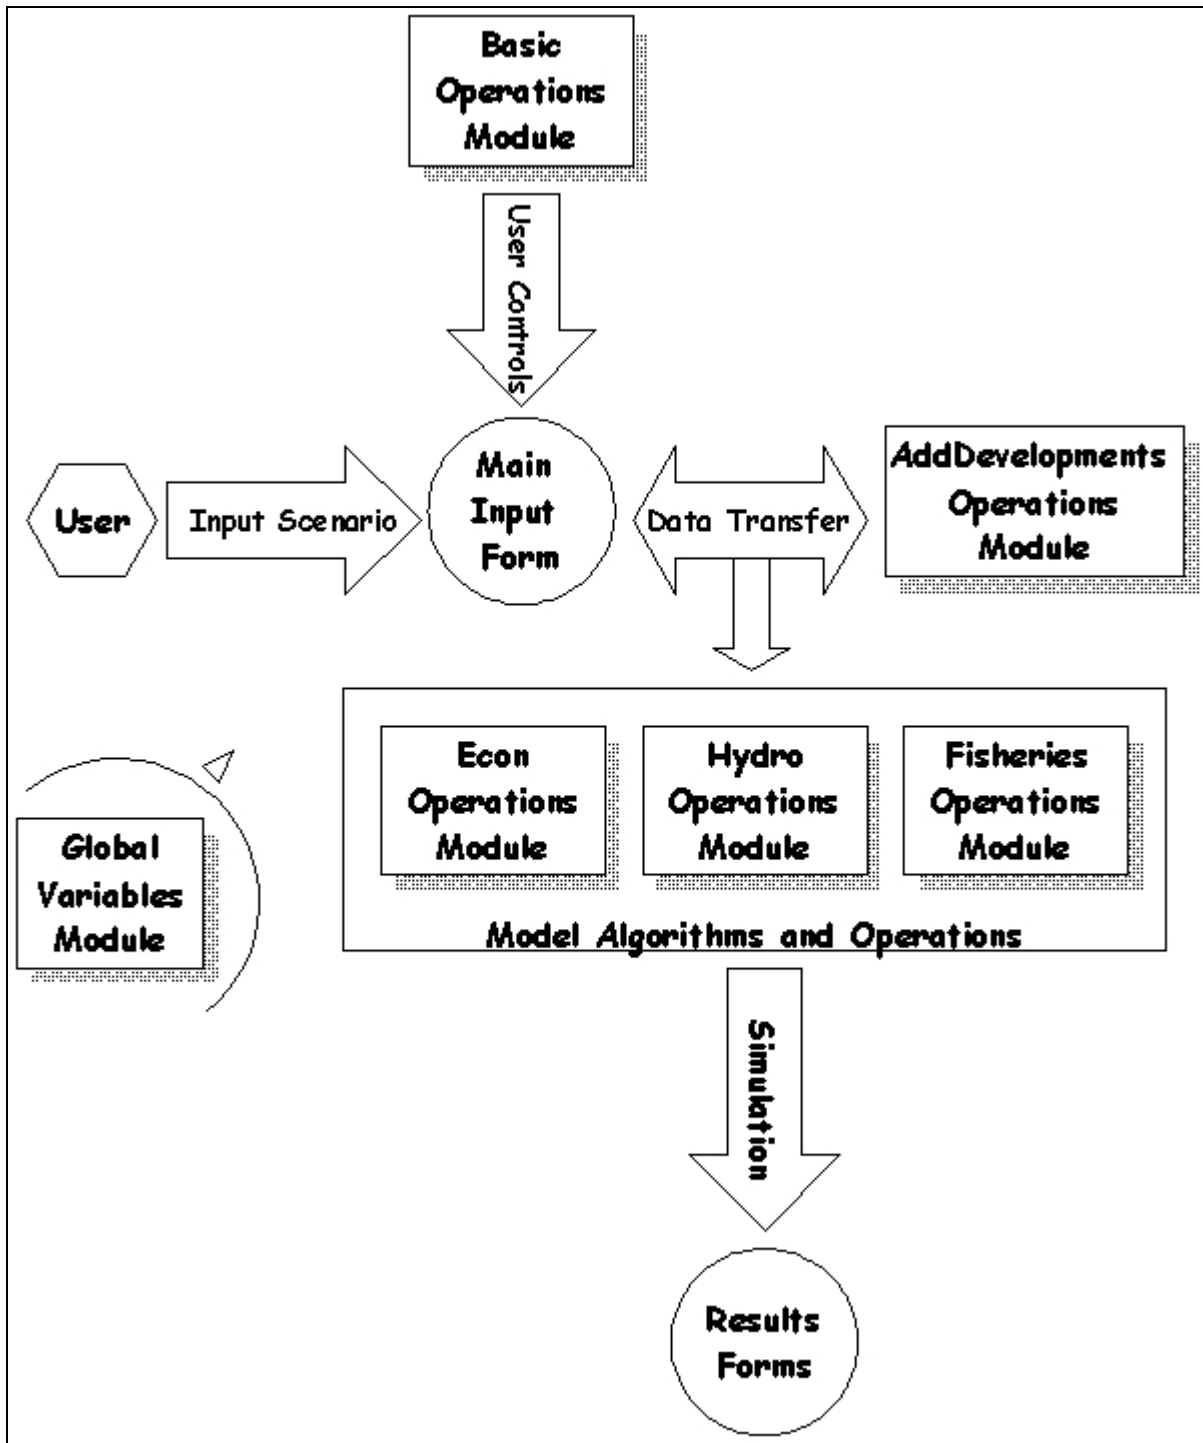 Basic
Operations
Module
User Controls
User
Input Scenario
Main
Input
Form
Data Transfer
AddDevelopments
Operations
Module
Econ
Operations
Module
Hydro
Operations
Module
Fisheries
Operations
Module
Model Algorithms and Operations
Global
Variables
Module
Simulation
Results
Forms